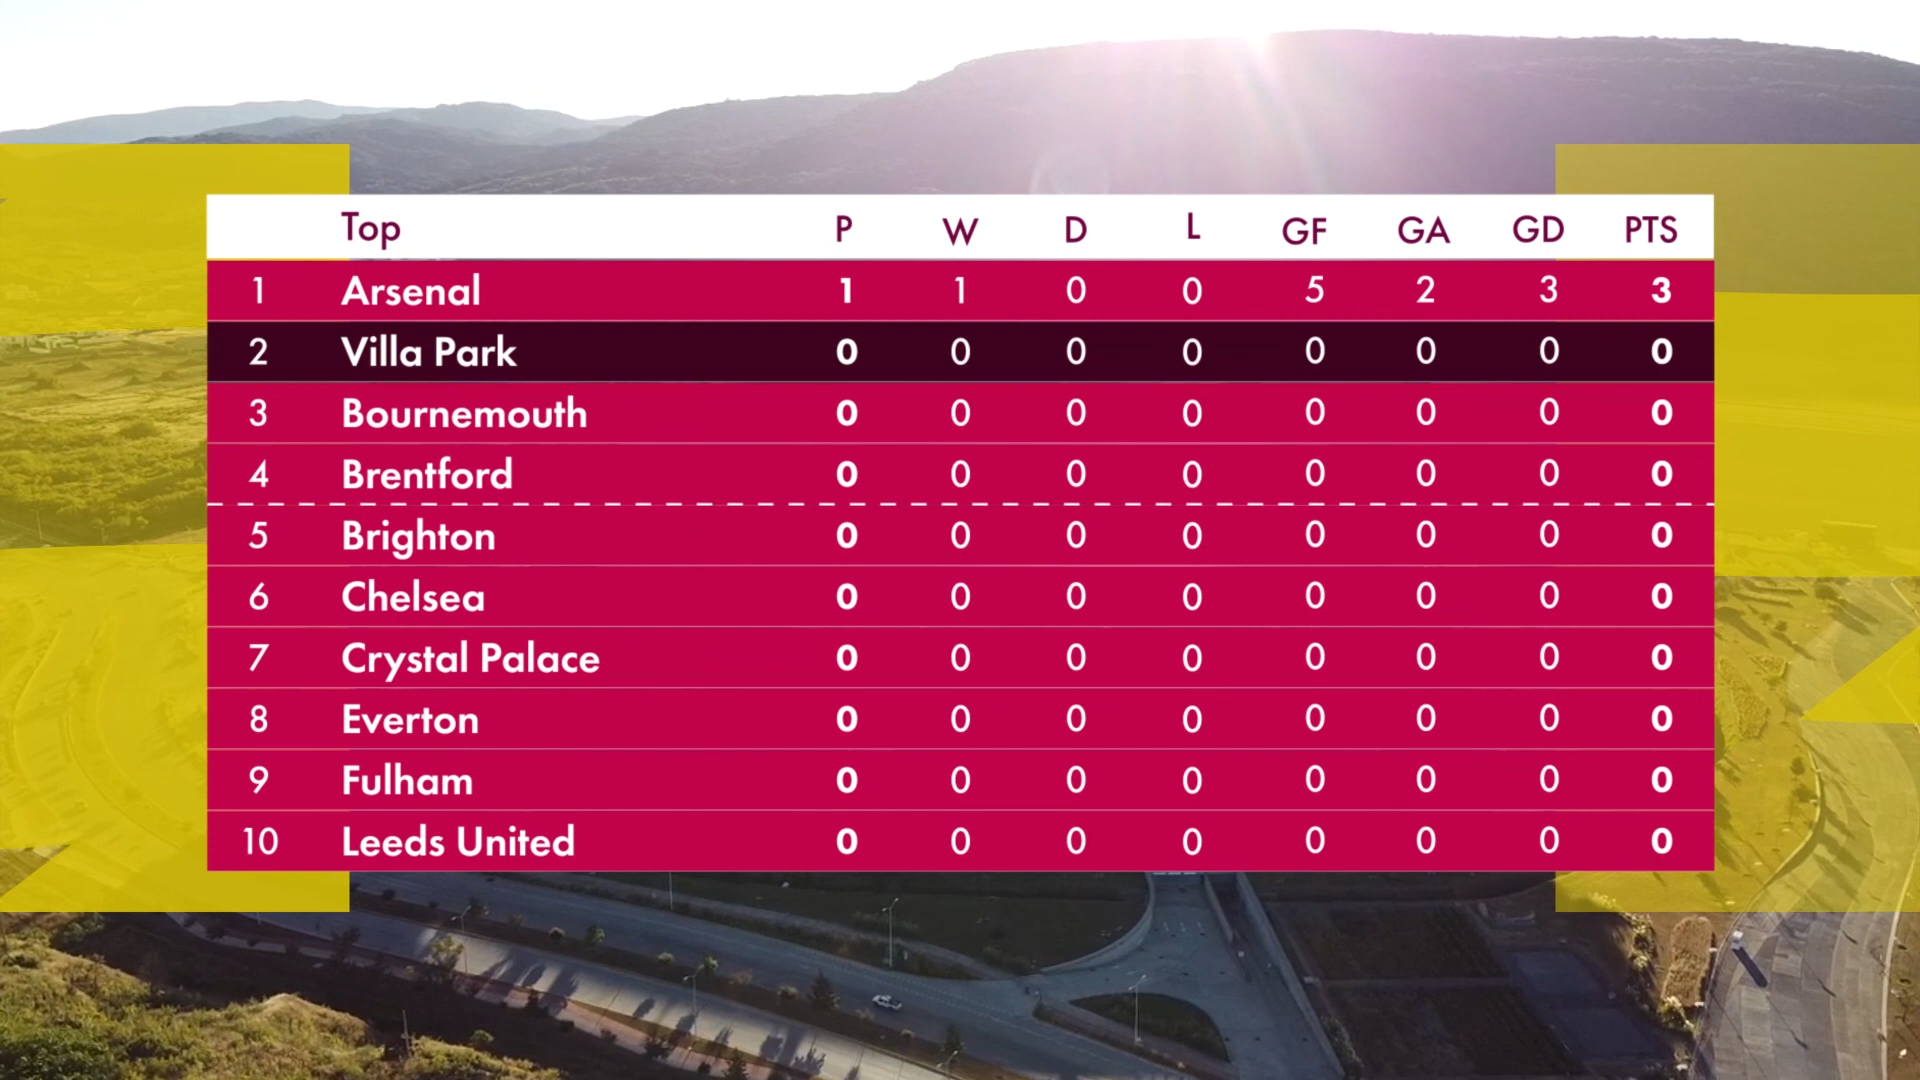 Top P W D L GF GA GD PTS
1 Arsenal 1 1 0 0 5 2 3 3
2 Villa Park 0 0 0 0 0 0 0 0
3 Bournemouth 0 0 0 0 0 0 0 0
4 Brentford 0 0 0 0 0 0 0 0
5 Brighton 0 0 0 0 0 0 0 0
6 Chelsea 0 0 0 0 0 0 0 0
7 Crystal Palace 0 0 0 0 0 0 0 0
8 Everton 0 0 0 0 0 0 0 0
9 Fulham 0 0 0 0 0 0 0 0
10 Leeds United 0 0 0 0 0 0 0 0